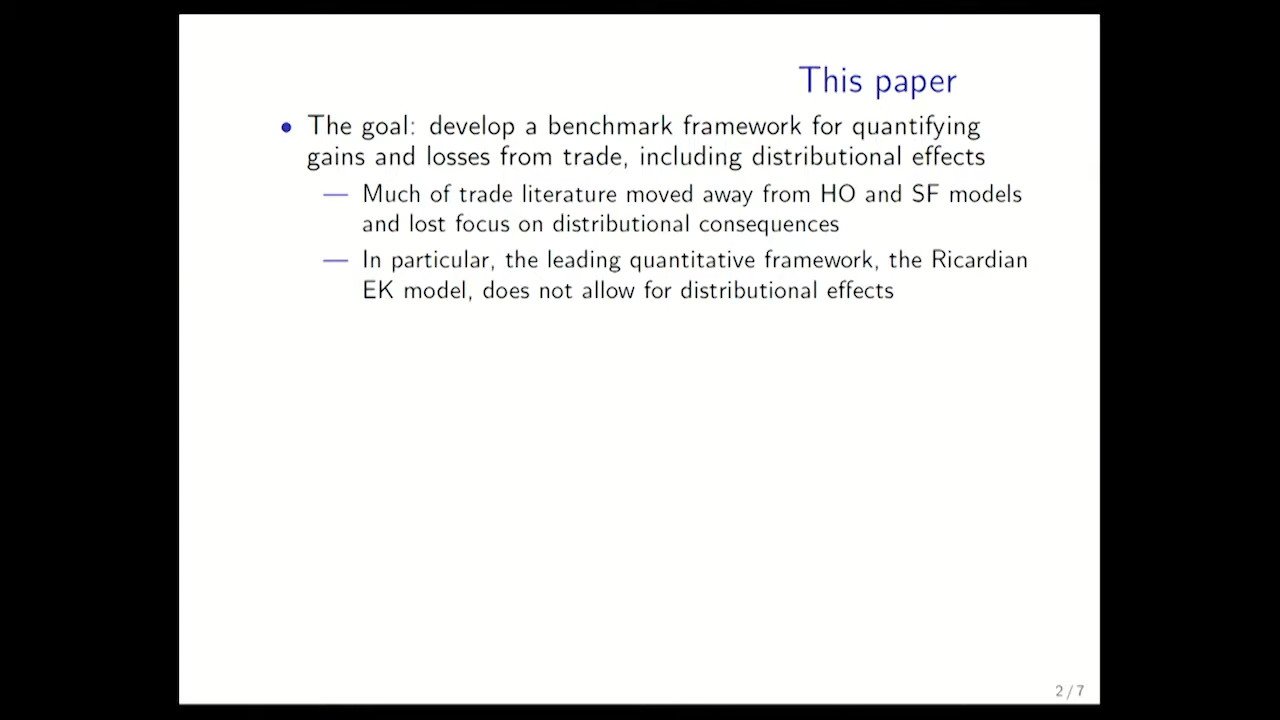 This paper
• The goal: develop a benchmark framework for quantifying
gains and losses from trade, including distributional effects
— Much of trade literature moved away from HO and SF models
and lost focus on distributional consequences
— In particular, the leading quantitative framework, the Ricardian
EK model, does not allow for distributional effects
2 / 7